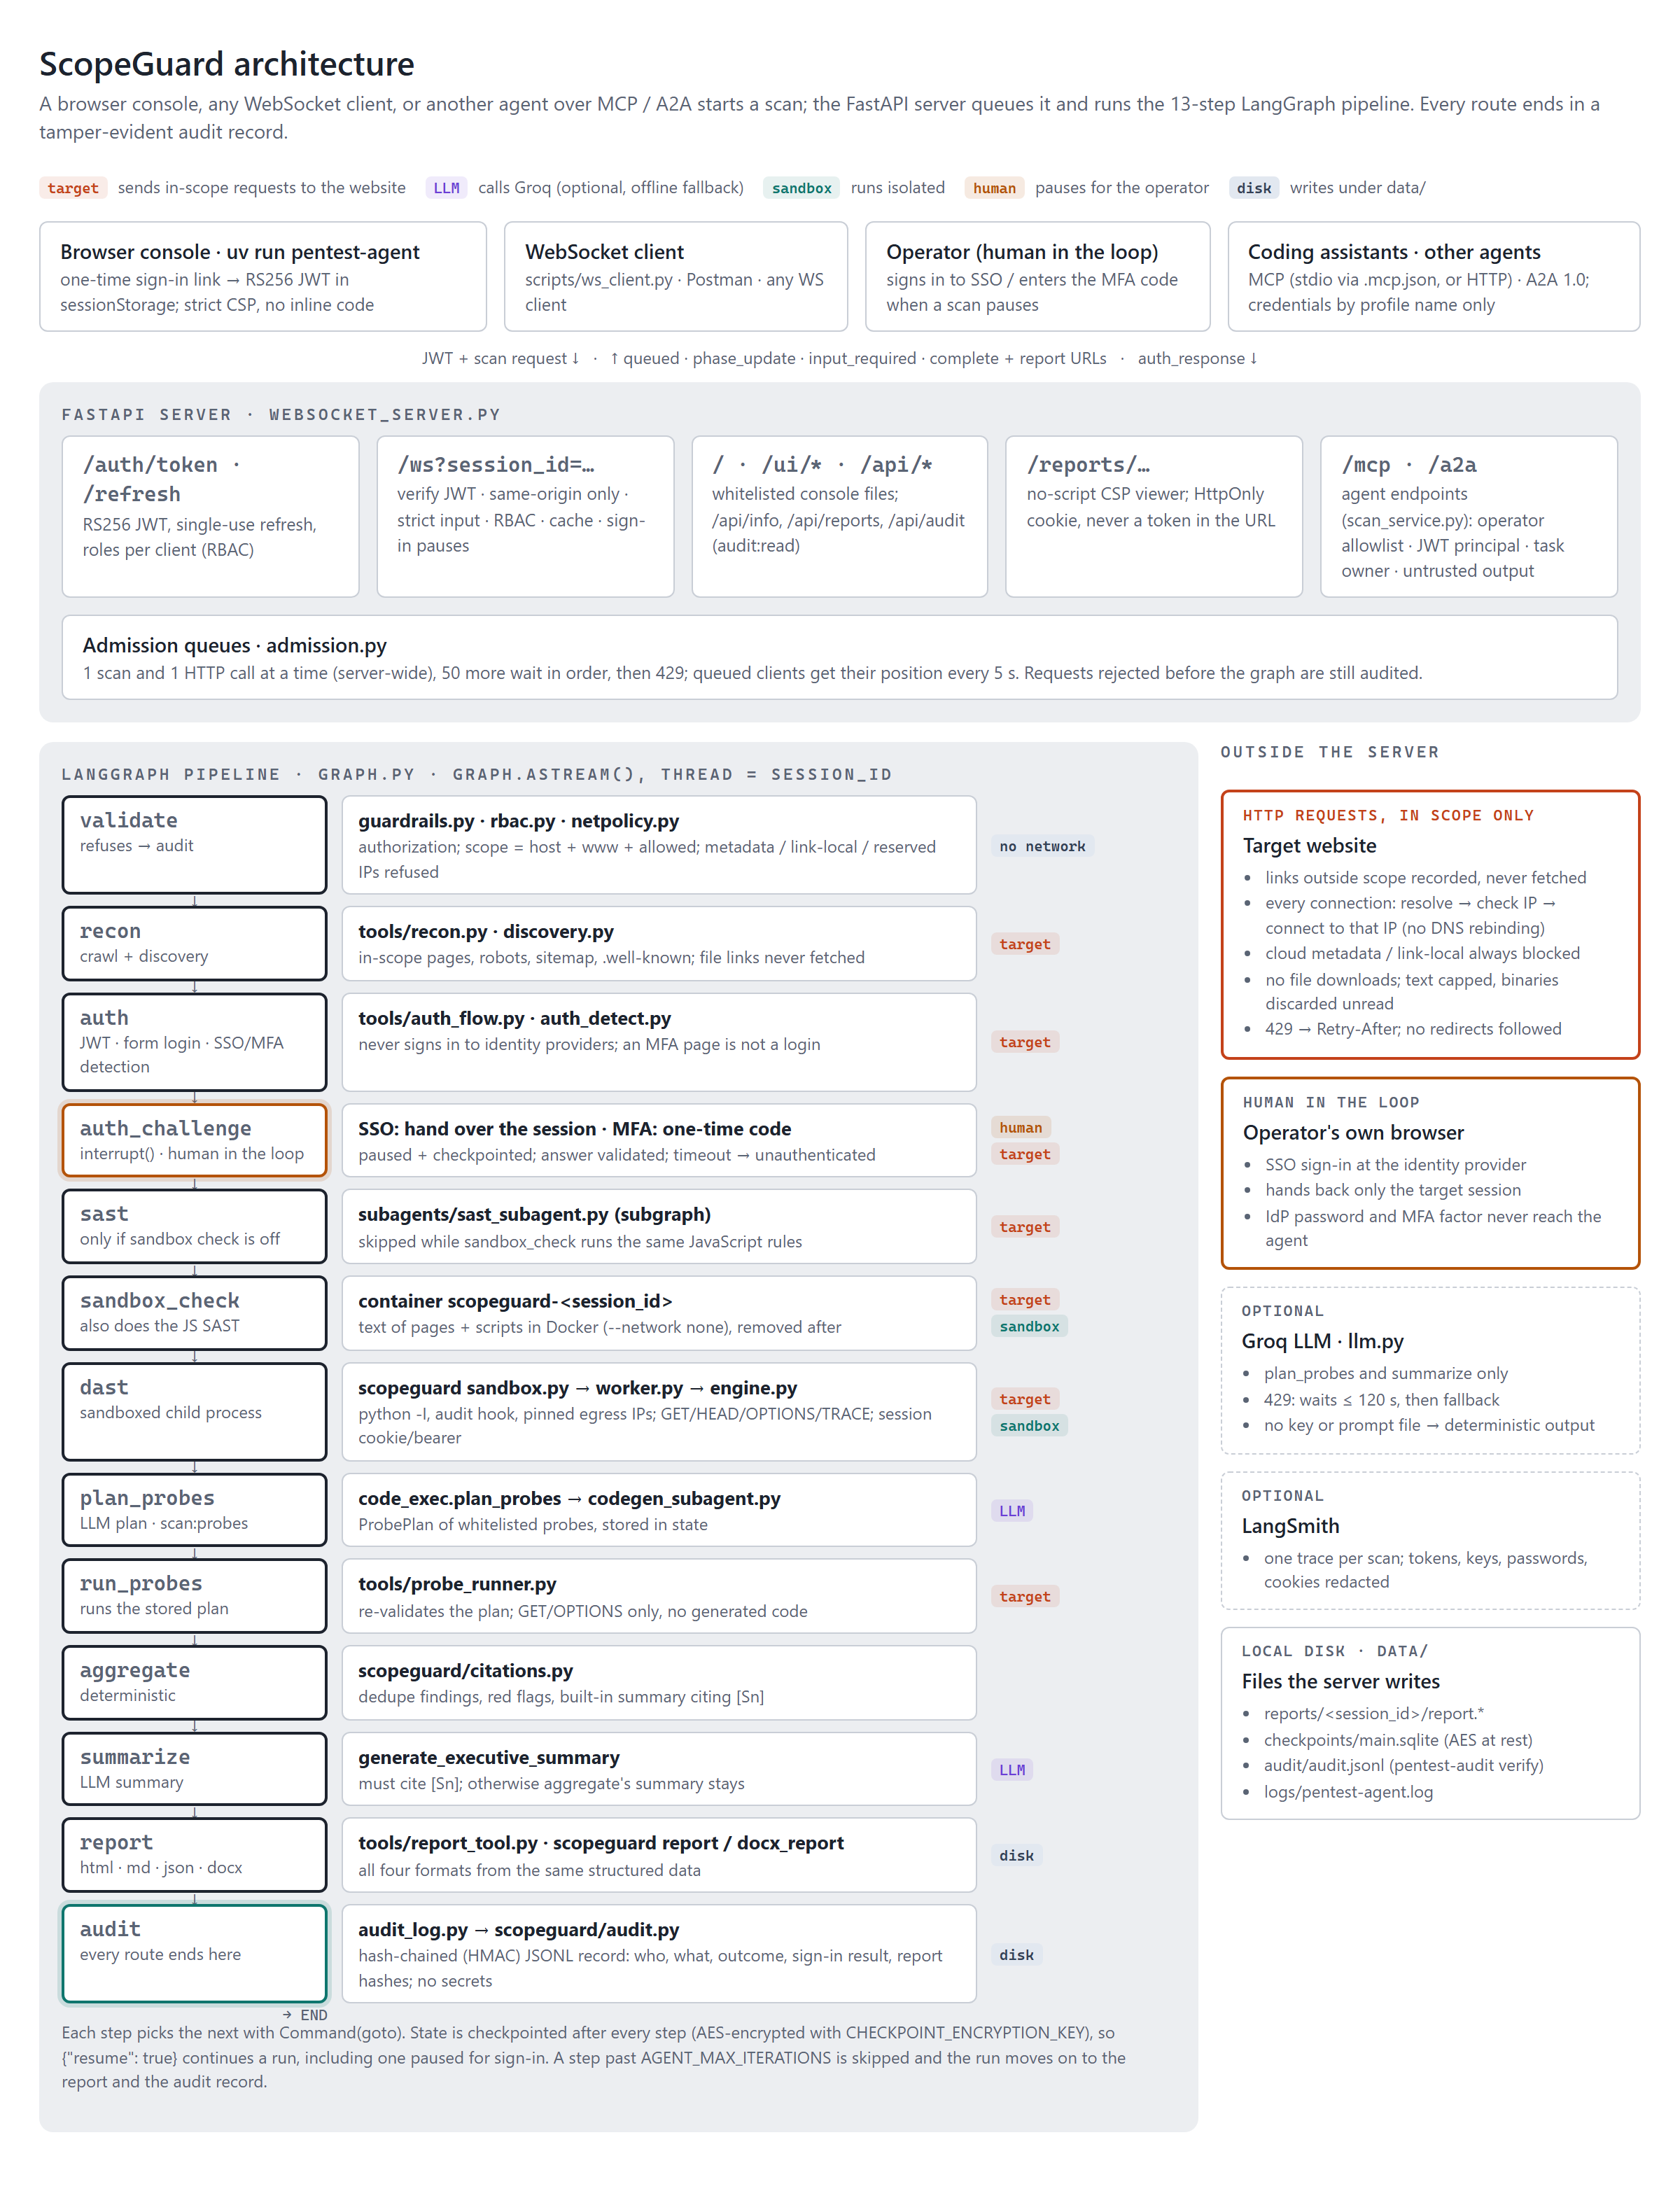 ScopeGuard architecture
A browser console, any WebSocket client, or another agent over MCP / A2A starts a scan; the FastAPI server queues it and runs the 13-step LangGraph pipeline. Every route ends in a
tamper-evident audit record.
target sends in-scope requests to the website LLM calls Groq (optional, offline fallback) sandbox runs isolated human pauses for the operator disk writes under data/
Browser console · uv run pentest-agent
one-time sign-in link → RS256 JWT in
sessionStorage; strict CSP, no inline code
WebSocket client
scripts/ws_client.py · Postman · any WS
client
Operator (human in the loop)
signs in to SSO / enters the MFA code
when a scan pauses
Coding assistants · other agents
MCP (stdio via .mcp.json, or HTTP) · A2A 1.0;
credentials by profile name only
JWT + scan request ↓ · ↑ queued · phase_update · input_required · complete + report URLs · auth_response ↓
FASTAPI SERVER · WEBSOCKET_SERVER.PY
/auth/token ·
/refresh
RS256 JWT, single-use refresh,
roles per client (RBAC)
/ws?session_id=…
verify JWT · same-origin only ·
strict input · RBAC · cache · sign-
in pauses
/ · /ui/* · /api/*
whitelisted console files;
/api/info, /api/reports, /api/audit
(audit:read)
/reports/…
no-script CSP viewer; HttpOnly
cookie, never a token in the URL
/mcp · /a2a
agent endpoints
(scan_service.py): operator
allowlist · JWT principal · task
owner · untrusted output
Admission queues · admission.py
1 scan and 1 HTTP call at a time (server-wide), 50 more wait in order, then 429; queued clients get their position every 5 s. Requests rejected before the graph are still audited.
LANGGRAPH PIPELINE · GRAPH.PY · GRAPH.ASTREAM(), THREAD = SESSION_ID
validate
refuses → audit
guardrails.py · rbac.py · netpolicy.py
authorization; scope = host + www + allowed; metadata / link-local / reserved
IPs refused
no network
↓
recon
crawl + discovery
tools/recon.py · discovery.py
in-scope pages, robots, sitemap, .well-known; file links never fetched
target
↓
auth
JWT · form login · SSO/MFA
detection
tools/auth_flow.py · auth_detect.py
never signs in to identity providers; an MFA page is not a login
target
↓
auth_challenge
interrupt() · human in the loop
SSO: hand over the session · MFA: one-time code
paused + checkpointed; answer validated; timeout → unauthenticated
human
target
↓
sast
only if sandbox check is off
subagents/sast_subagent.py (subgraph)
skipped while sandbox_check runs the same JavaScript rules
target
↓
sandbox_check
also does the JS SAST
container scopeguard-<session_id>
text of pages + scripts in Docker (--network none), removed after
target
sandbox
↓
dast
sandboxed child process
scopeguard sandbox.py → worker.py → engine.py
python -I, audit hook, pinned egress IPs; GET/HEAD/OPTIONS/TRACE; session
cookie/bearer
target
sandbox
↓
plan_probes
LLM plan · scan:probes
code_exec.plan_probes → codegen_subagent.py
ProbePlan of whitelisted probes, stored in state
LLM
↓
run_probes
runs the stored plan
tools/probe_runner.py
re-validates the plan; GET/OPTIONS only, no generated code
target
↓
aggregate
deterministic
scopeguard/citations.py
dedupe findings, red flags, built-in summary citing [Sn]
↓
summarize
LLM summary
generate_executive_summary
must cite [Sn]; otherwise aggregate's summary stays
LLM
↓
report
html · md · json · docx
tools/report_tool.py · scopeguard report / docx_report
all four formats from the same structured data
disk
↓
audit
every route ends here
audit_log.py → scopeguard/audit.py
hash-chained (HMAC) JSONL record: who, what, outcome, sign-in result, report
hashes; no secrets
disk
→ END
Each step picks the next with Command(goto). State is checkpointed after every step (AES-encrypted with CHECKPOINT_ENCRYPTION_KEY), so
{"resume": true} continues a run, including one paused for sign-in. A step past AGENT_MAX_ITERATIONS is skipped and the run moves on to the
report and the audit record.
OUTSIDE THE SERVER
HTTP REQUESTS, IN SCOPE ONLY
Target website
• links outside scope recorded, never fetched
• every connection: resolve → check IP →
connect to that IP (no DNS rebinding)
• cloud metadata / link-local always blocked
• no file downloads; text capped, binaries
discarded unread
• 429 → Retry-After; no redirects followed
HUMAN IN THE LOOP
Operator's own browser
• SSO sign-in at the identity provider
• hands back only the target session
• IdP password and MFA factor never reach the
agent
OPTIONAL
Groq LLM · llm.py
• plan_probes and summarize only
• 429: waits ≤ 120 s, then fallback
• no key or prompt file → deterministic output
OPTIONAL
LangSmith
• one trace per scan; tokens, keys, passwords,
cookies redacted
LOCAL DISK · DATA/
Files the server writes
• reports/<session_id>/report.*
• checkpoints/main.sqlite (AES at rest)
• audit/audit.jsonl (pentest-audit verify)
• logs/pentest-agent.log